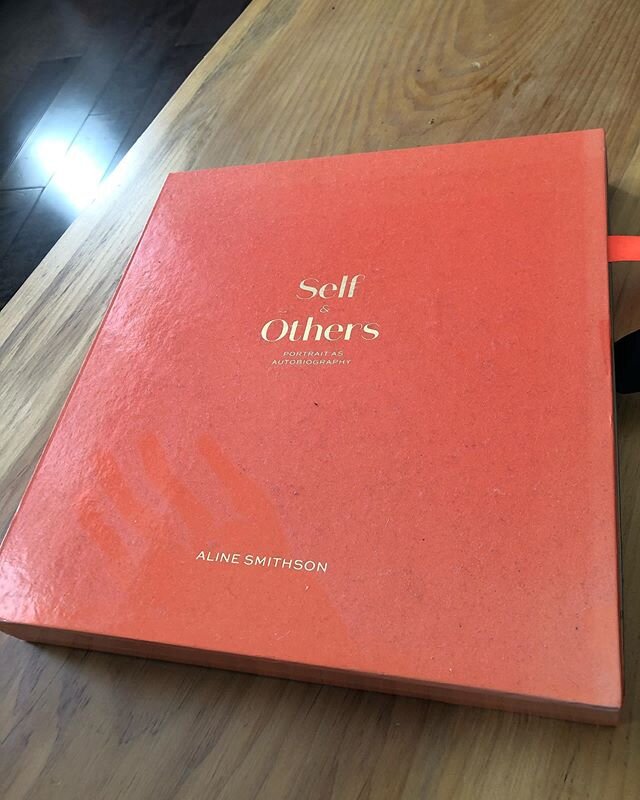 Self
&
Others
PORTRAIT AS
AUTOBIOGRAPHY
ALINE SMITHSON